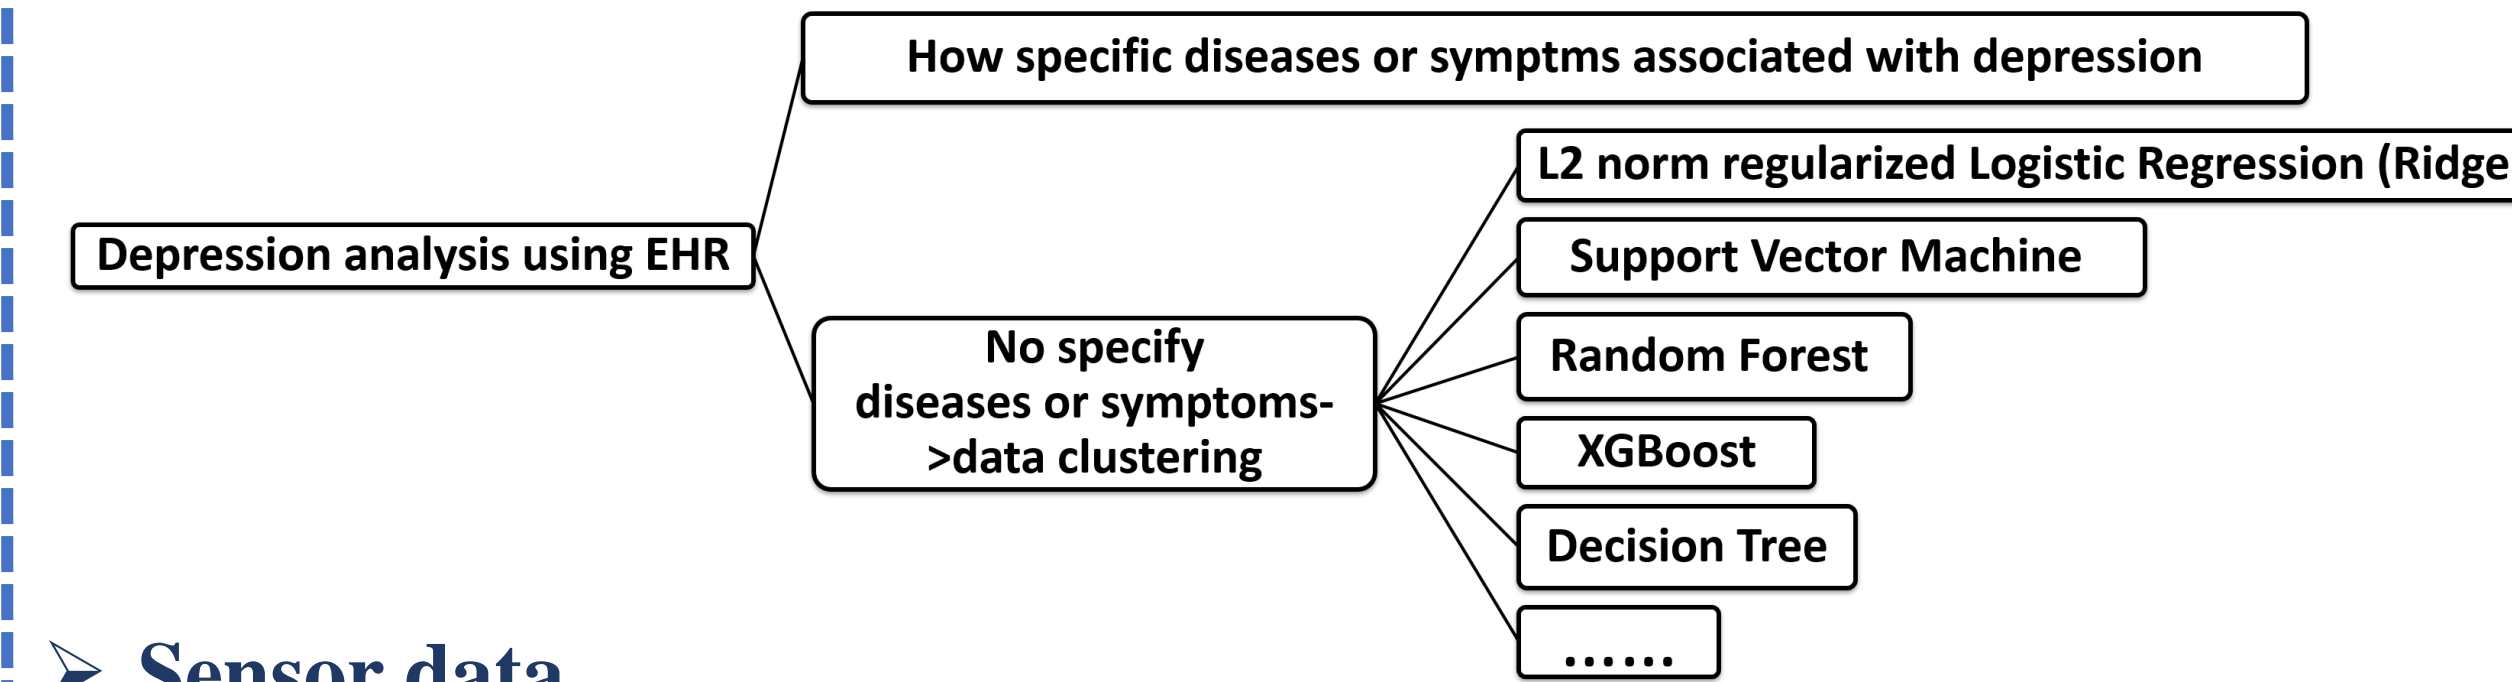 How specific diseases or symptms associated with depression
L2 norm regularized Logistic Regression (Ridge
Depression analysis using EHR
Support Vector Machine
No specify
diseases or symptoms-
>data clustering
Random Forest
XGBoost
Decision Tree
......
➢ Sensor data